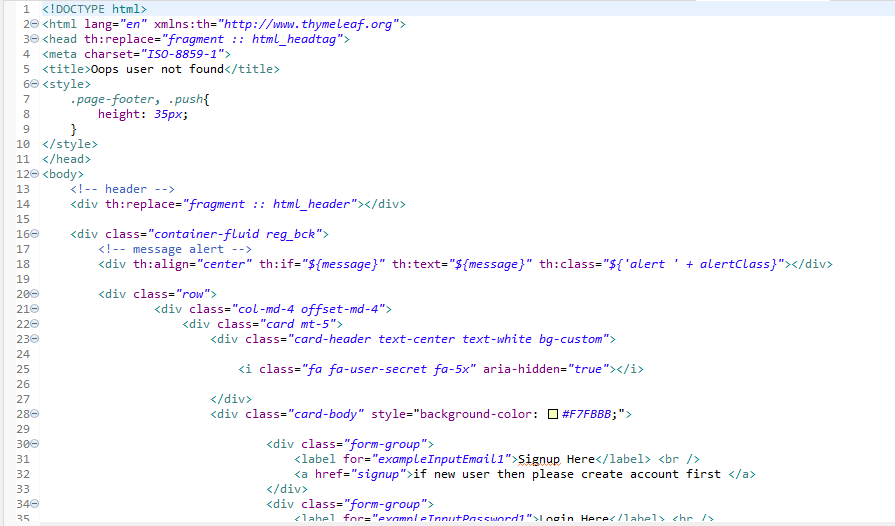 1 <!DOCTYPE html>
2 <html lang="en" xmlns:th="http://www.thymeleaf.org">
3 <head th:replace="fragment :: html_headtag">
4 <meta charset="ISO-8859-1">
5 <title>Oops user not found</title>
6 <style>
7     .page-footer, .push{
8         height: 35px;
9     }
10 </style>
11 </head>
12 <body>
13     <!-- header -->
14     <div th:replace="fragment :: html_header"></div>
15
16     <div class="container-fluid reg_bck">
17         <!-- message alert -->
18         <div th:align="center" th:if="${message}" th:text="${message}" th:class="${'alert ' + alertClass}"></div>
19
20         <div class="row">
21                 <div class="col-md-4 offset-md-4">
22                     <div class="card mt-5">
23                         <div class="card-header text-center text-white bg-custom">
24
25                             <i class="fa fa-user-secret fa-5x" aria-hidden="true"></i>
26
27                         </div>
28                         <div class="card-body" style="background-color: #F7FBBB;">
29
30                                 <div class="form-group">
31                                     <label for="exampleInputEmail1">Signup Here</label> <br />
32                                     <a href="signup">if new user then please create account first </a>
33                                 </div>
34                                 <div class="form-group">
35                                     <label for="exampleInputPassword1">Login Here</label> <br />